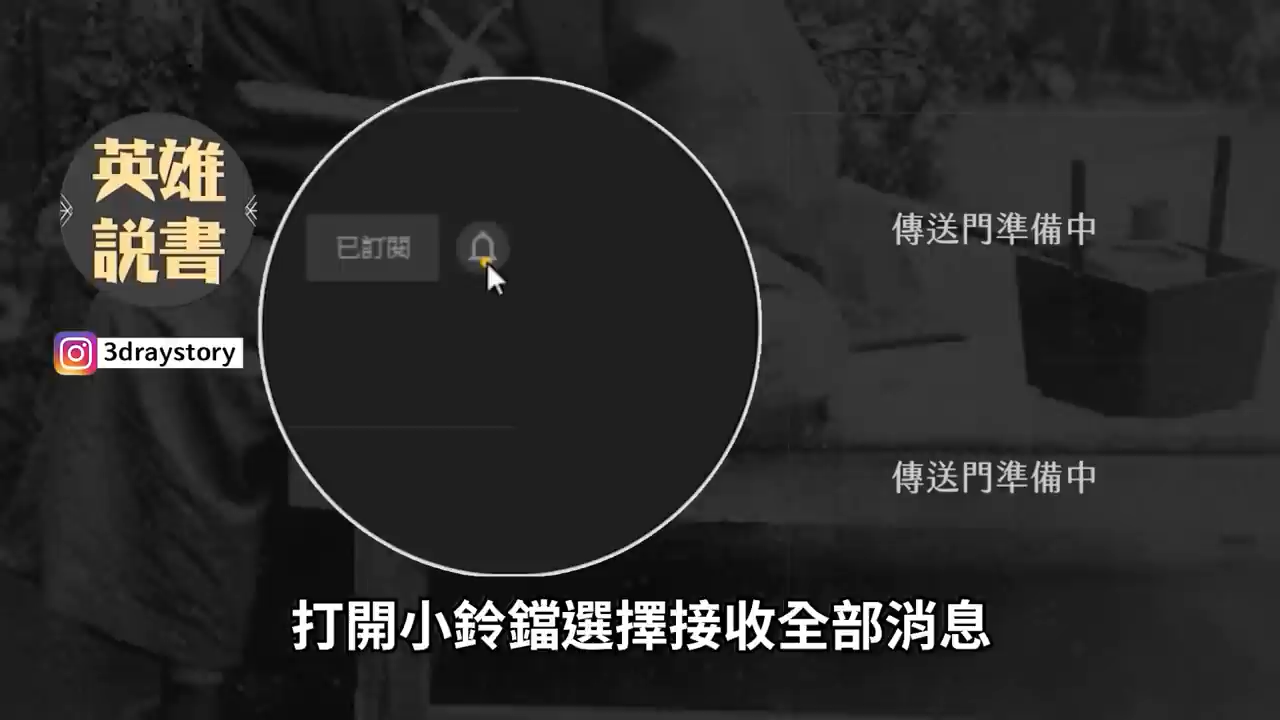 英雄
説書
3draystory
已訂閱
傳送門準備中
傳送門準備中
打開小鈴鐺選擇接收全部消息